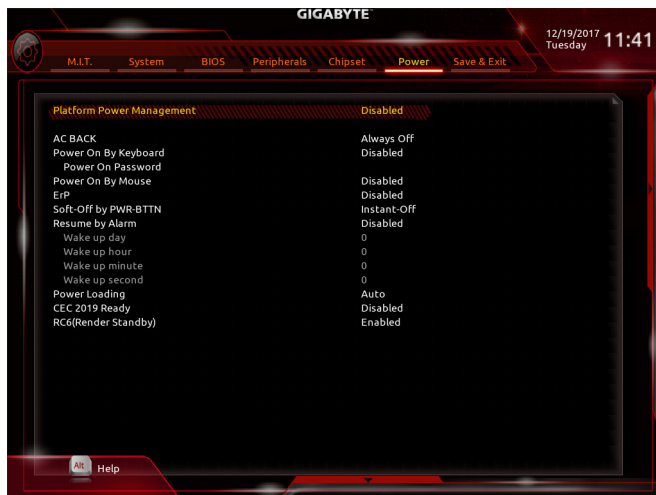 GIGABYTE™
12/19/2017 Tuesday 11:41
M.I.T. System BIOS Peripherals Chipset Power Save & Exit
Platform Power Management Disabled
AC BACK Always Off
Power On By Keyboard Disabled
Power On Password
Power On By Mouse Disabled
ErP Disabled
Soft-Off by PWR-BTTN Instant-Off
Resume by Alarm Disabled
Wake up day 0
Wake up hour 0
Wake up minute 0
Wake up second 0
Power Loading Auto
CEC 2019 Ready Disabled
RC6(Render Standby) Enabled
Alt Help